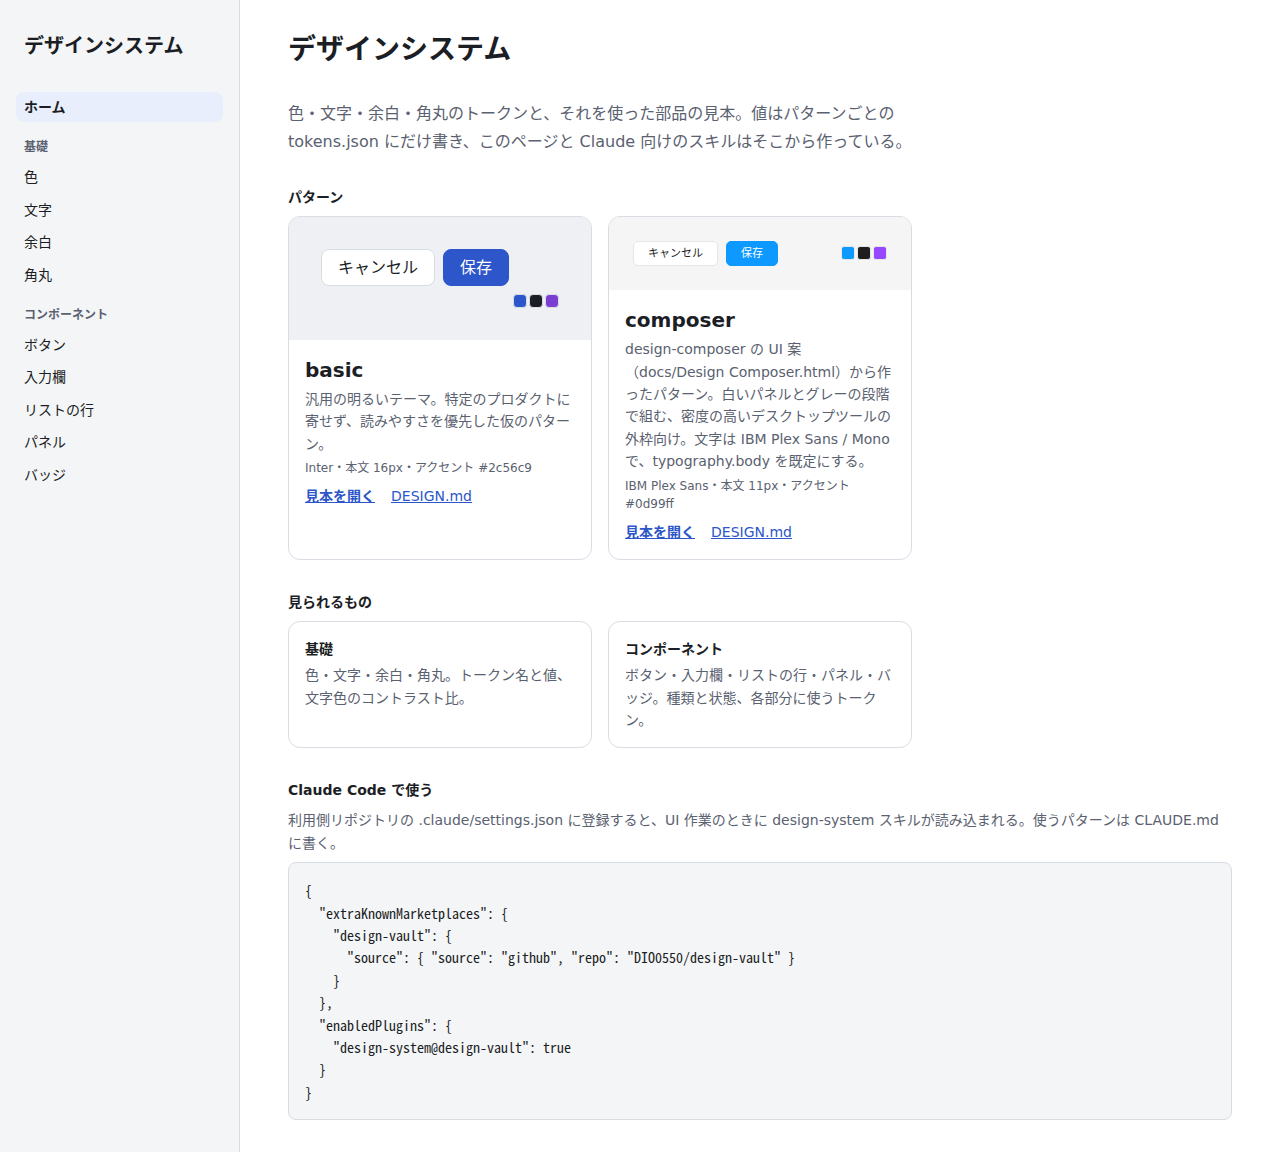 デザインシステム
ホーム
基礎
色
文字
余白
角丸
コンポーネント
ボタン
入力欄
リストの行
パネル
バッジ
デザインシステム
色・文字・余白・角丸のトークンと、それを使った部品の見本。値はパターンごとの
tokens.json にだけ書き、このページと Claude 向けのスキルはそこから作っている。
パターン
キャンセル 保存
basic
汎用の明るいテーマ。特定のプロダクトに
寄せず、読みやすさを優先した仮のパター
ン。
Inter・本文 16px・アクセント #2c56c9
見本を開く DESIGN.md
キャンセル 保存
composer
design-composer の UI 案
（docs/Design Composer.html）から作
ったパターン。白いパネルとグレーの段階
で組む、密度の高いデスクトップツールの
外枠向け。文字は IBM Plex Sans / Mono
で、typography.body を既定にする。
IBM Plex Sans・本文 11px・アクセント
#0d99ff
見本を開く DESIGN.md
見られるもの
基礎
色・文字・余白・角丸。トークン名と値、
文字色のコントラスト比。
コンポーネント
ボタン・入力欄・リストの行・パネル・バ
ッジ。種類と状態、各部分に使うトーク
ン。
Claude Code で使う
利用側リポジトリの .claude/settings.json に登録すると、UI 作業のときに design-system スキルが読み込まれる。使うパターンは CLAUDE.md
に書く。
{
  "extraKnownMarketplaces": {
    "design-vault": {
      "source": { "source": "github", "repo": "DIO0550/design-vault" }
    }
  },
  "enabledPlugins": {
    "design-system@design-vault": true
  }
}